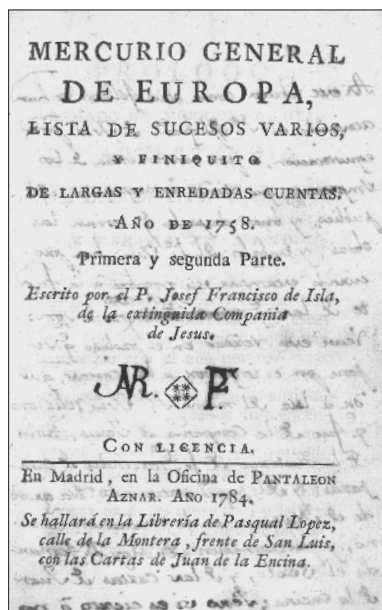 MERCURIO GENERAL
DE EUROPA,
LISTA DE SUCESOS VARIOS,
Y FINIQUITO
DE LARGAS Y ENREDADAS CUENTAS.
AÑO DE 1758.
Primera y segunda Parte.
Escrito por el P. Josef Francisco de Isla,
de la extinguida Compañia
de Jesus.
CON LICENCIA.
En Madrid, en la Oficina de PANTALEON
AZNAR. AÑO 1784.
Se hallará en la Librería de Pasqual Lopez,
calle de la Montera, frente de San Luis,
con las Cartas de Juan de la Encina.